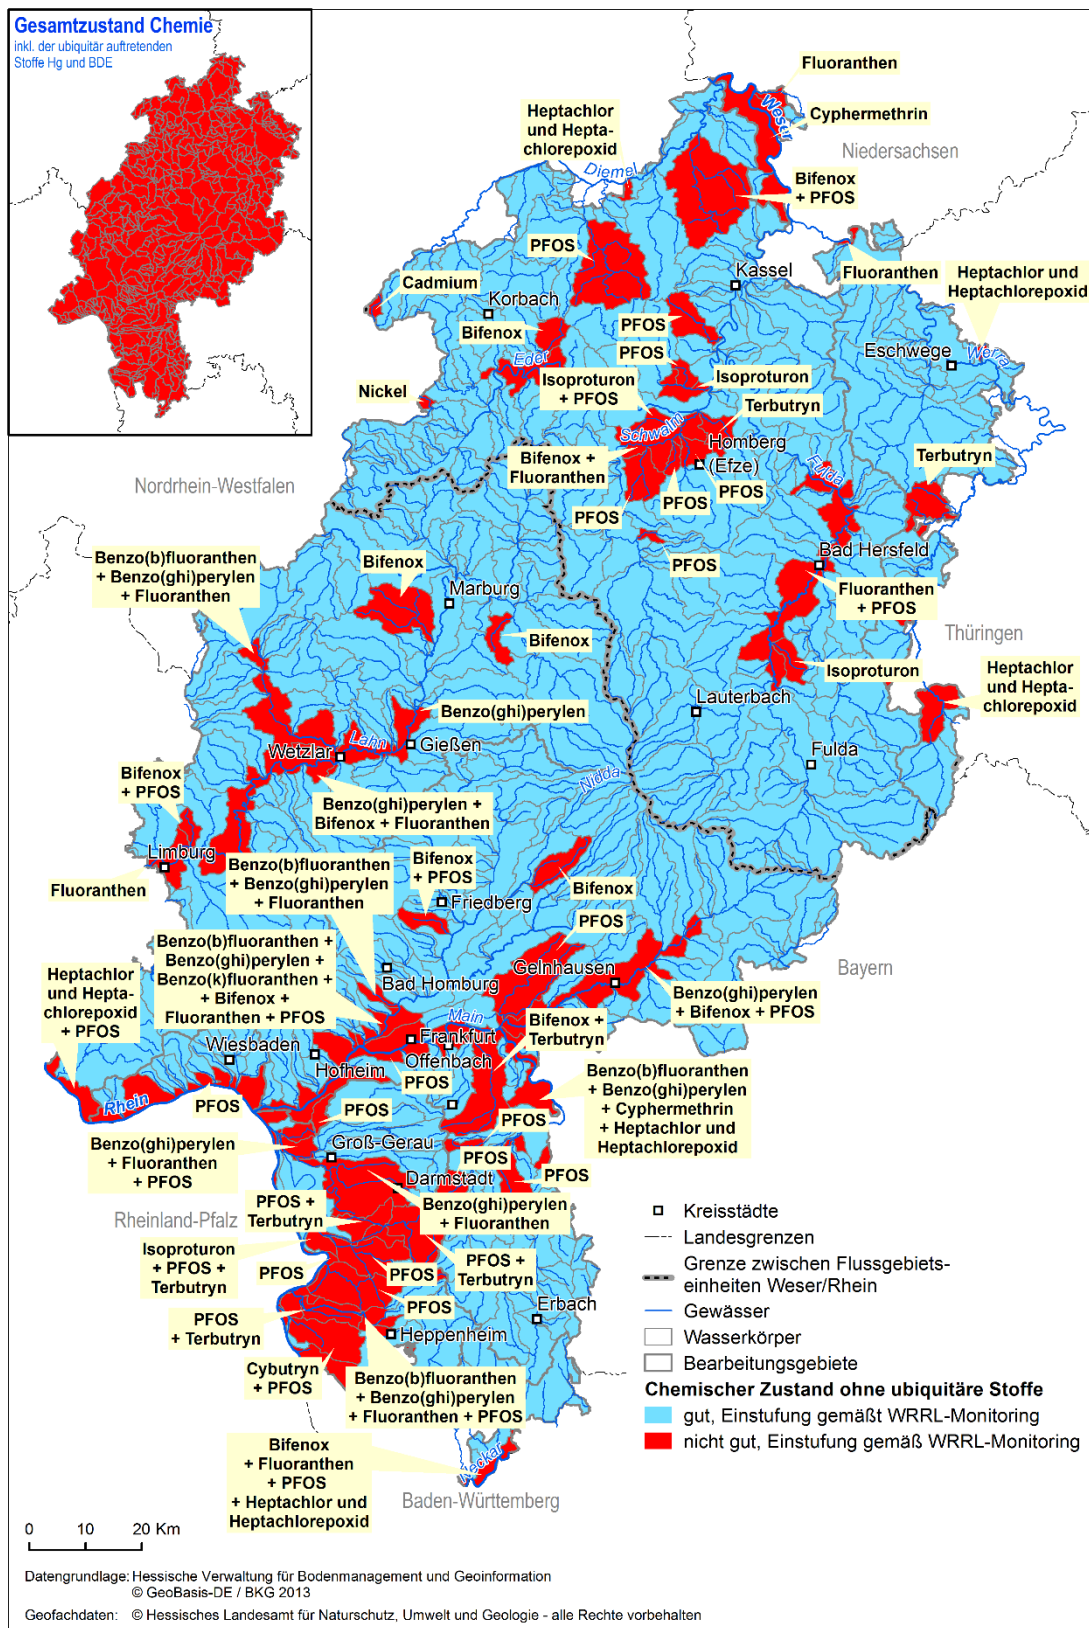 Gesamtzustand Chemie
inkl. der ubiquitär auftretenden
Stoffe Hg und BDE
Fluoranthen
Weser
Cyphermethrin
Niedersachsen
Heptachlor
und Hepta-
chlorepoxid
Diemel
Bifenox
+ PFOS
PFOS
Kassel
Fluoranthen
Heptachlor und
Heptachlorepoxid
Cadmium
Korbach
Bifenox
PFOS
Eder
PFOS
Eschwege
Werra
Isoproturon
+ PFOS
Isoproturon
Nickel
Terbutryn
Schwalm
Homberg
(Efze)
Bifenox +
Fluoranthen
Fulda
Terbutryn
PFOS
PFOS
PFOS
Nordrhein-Westfalen
PFOS
Bad Hersfeld
Benzo(b)fluoranthen
+ Benzo(ghi)perylen
+ Fluoranthen
Bifenox
Marburg
Fluoranthen
+ PFOS
Bifenox
Thüringen
Isoproturon
Heptachlor
und Hepta-
chlorepoxid
Lauterbach
Benzo(ghi)perylen
Lahn
Gießen
Wetzlar
Fulda
Nidda
Bifenox
+ PFOS
Benzo(ghi)perylen +
Bifenox + Fluoranthen
Limburg
Fluoranthen
Benzo(b)fluoranthen
+ Benzo(ghi)perylen
+ Fluoranthen
Bifenox
+ PFOS
Bifenox
Friedberg
PFOS
Benzo(b)fluoranthen +
Benzo(ghi)perylen +
Benzo(k)fluoranthen +
+ Bifenox +
Fluoranthen + PFOS
Bad Homburg
Gelnhausen
Bayern
Heptachlor
und Hepta-
chlorepoxid
+ PFOS
Benzo(ghi)perylen
+ Bifenox + PFOS
Main
Bifenox +
Terbutryn
Wiesbaden
Hofheim
Frankfurt
Offenbach
PFOS
Benzo(b)fluoranthen
+ Benzo(ghi)perylen
+ Cyphermethrin
+ Heptachlor und
Heptachlorepoxid
Rhein
PFOS
PFOS
PFOS
Benzo(ghi)perylen
+ Fluoranthen
+ PFOS
Groß-Gerau
PFOS
PFOS
Darmstadt
Benzo(ghi)perylen
+ Fluoranthen
PFOS +
Terbutryn
Rheinland-Pfalz
Isoproturon
+ PFOS +
Terbutryn
PFOS +
Terbutryn
PFOS
PFOS
PFOS
PFOS
+ Terbutryn
Erbach
Heppenheim
Cybutryn
+ PFOS
Benzo(b)fluoranthen
+ Benzo(ghi)perylen
+ Fluoranthen + PFOS
Bifenox
+ Fluoranthen
+ PFOS
+ Heptachlor und
Heptachlorepoxid
Neckar
Baden-Württemberg
Kreisstädte
Landesgrenzen
Grenze zwischen Flussgebiets-
einheiten Weser/Rhein
Gewässer
Wasserkörper
Bearbeitungsgebiete
Chemischer Zustand ohne ubiquitäre Stoffe
gut, Einstufung gemäßt WRRL-Monitoring
nicht gut, Einstufung gemäß WRRL-Monitoring
0 10 20 Km
Datengrundlage: Hessische Verwaltung für Bodenmanagement und Geoinformation
© GeoBasis-DE / BKG 2013
Geofachdaten: © Hessisches Landesamt für Naturschutz, Umwelt und Geologie - alle Rechte vorbehalten